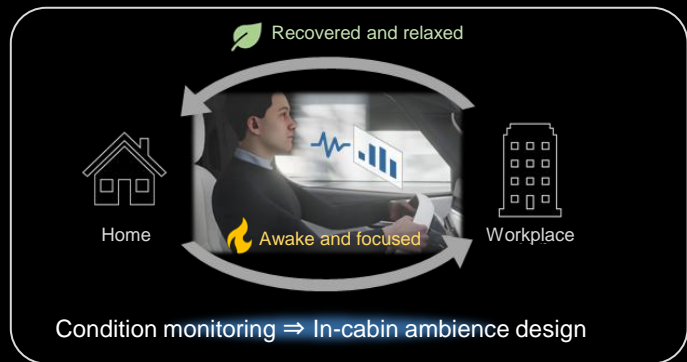 Recovered and relaxed
Home
Awake and focused
Workplace
Condition monitoring ⇒ In-cabin ambience design